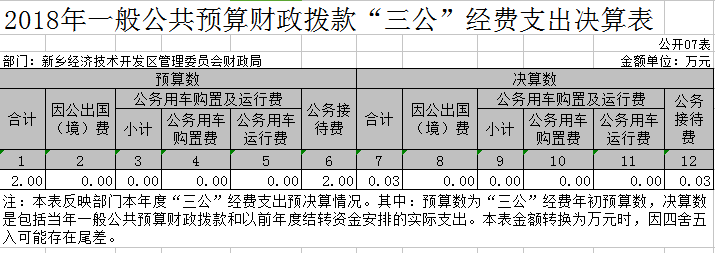 2018年一般公共预算财政拨款“三公”经费支出决算表
公开07表
部门：新乡经济技术开发区管理委员会财政局 金额单位：万元
预算数 决算数
合计 因公出国（境）费 公务用车购置及运行费 公务接待费 合计 因公出国（境）费 公务用车购置及运行费 公务接待费
小计 公务用车购置费 公务用车运行费 小计 公务用车购置费 公务用车运行费
1 2 3 4 5 6 7 8 9 10 11 12
2.00 0.00 0.00 0.00 0.00 2.00 0.03 0.00 0.00 0.00 0.00 0.03
注：本表反映部门本年度“三公”经费支出预决算情况。其中：预算数为“三公”经费年初预算数，决算数
是包括当年一般公共预算财政拨款和以前年度结转资金安排的实际支出。本表金额转换为万元时，因四舍五
入可能存在尾差。